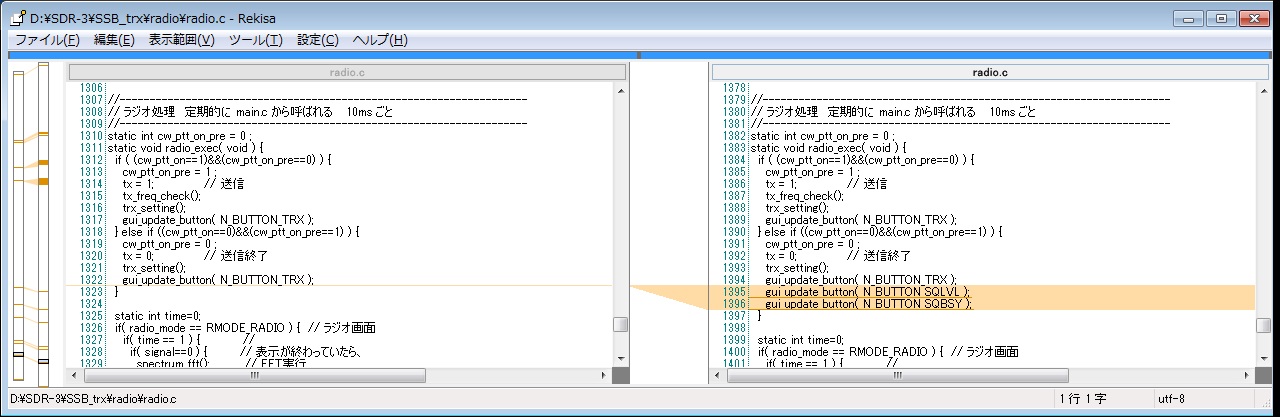 D:¥SDR-3¥SSB_trx¥radio¥radio.c - Rekisa
ファイル(F) 編集(E) 表示範囲(V) ツール(T) 設定(C) ヘルプ(H)
radio.c
1306
1307 //--------------------------------------------------------------------
1308 // ラジオ処理　定期的に main.c から呼ばれる　 10ms ごと
1309 //--------------------------------------------------------------------
1310 static int cw_ptt_on_pre = 0 ;
1311 static void radio_exec( void ) {
1312 if ( (cw_ptt_on==1)&&(cw_ptt_on_pre==0) ) {
1313 cw_ptt_on_pre = 1 ;
1314 tx = 1; // 送信
1315 tx_freq_check();
1316 trx_setting();
1317 gui_update_button( N_BUTTON_TRX );
1318 } else if ((cw_ptt_on==0)&&(cw_ptt_on_pre==1) ) {
1319 cw_ptt_on_pre = 0 ;
1320 tx = 0; // 送信終了
1321 trx_setting();
1322 gui_update_button( N_BUTTON_TRX );
1323 }
1324
1325 static int time=0;
1326 if( radio_mode == RMODE_RADIO ) { // ラジオ画面
1327 if( time == 1 ) { //
1328 if( signal==0 ) { // 表示が終わっていたら、
1329 spectrum_fft(); // FFT実行
radio.c
1378
1379 //--------------------------------------------------------------------
1380 // ラジオ処理　定期的に main.c から呼ばれる　 10ms ごと
1381 //--------------------------------------------------------------------
1382 static int cw_ptt_on_pre = 0 ;
1383 static void radio_exec( void ) {
1384 if ( (cw_ptt_on==1)&&(cw_ptt_on_pre==0) ) {
1385 cw_ptt_on_pre = 1 ;
1386 tx = 1; // 送信
1387 tx_freq_check();
1388 trx_setting();
1389 gui_update_button( N_BUTTON_TRX );
1390 } else if ((cw_ptt_on==0)&&(cw_ptt_on_pre==1) ) {
1391 cw_ptt_on_pre = 0 ;
1392 tx = 0; // 送信終了
1393 trx_setting();
1394 gui_update_button( N_BUTTON_TRX );
1395 gui_update_button( N_BUTTON_SQLVL );
1396 gui_update_button( N_BUTTON_SQBSY );
1397 }
1398
1399 static int time=0;
1400 if( radio_mode == RMODE_RADIO ) { // ラジオ画面
1401 if( time == 1 ) { //
D:¥SDR-3¥SSB_trx¥radio¥radio.c 1 行 1 字 utf-8